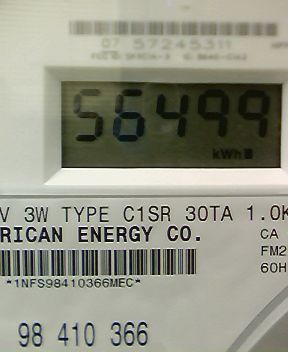 07 57245311
56499
kWh
V 3W TYPE C1SR 30TA 1.0K
RICAN ENERGY CO.
CA
FM2
60H
*1NFS98410366MEC*
98 410 366